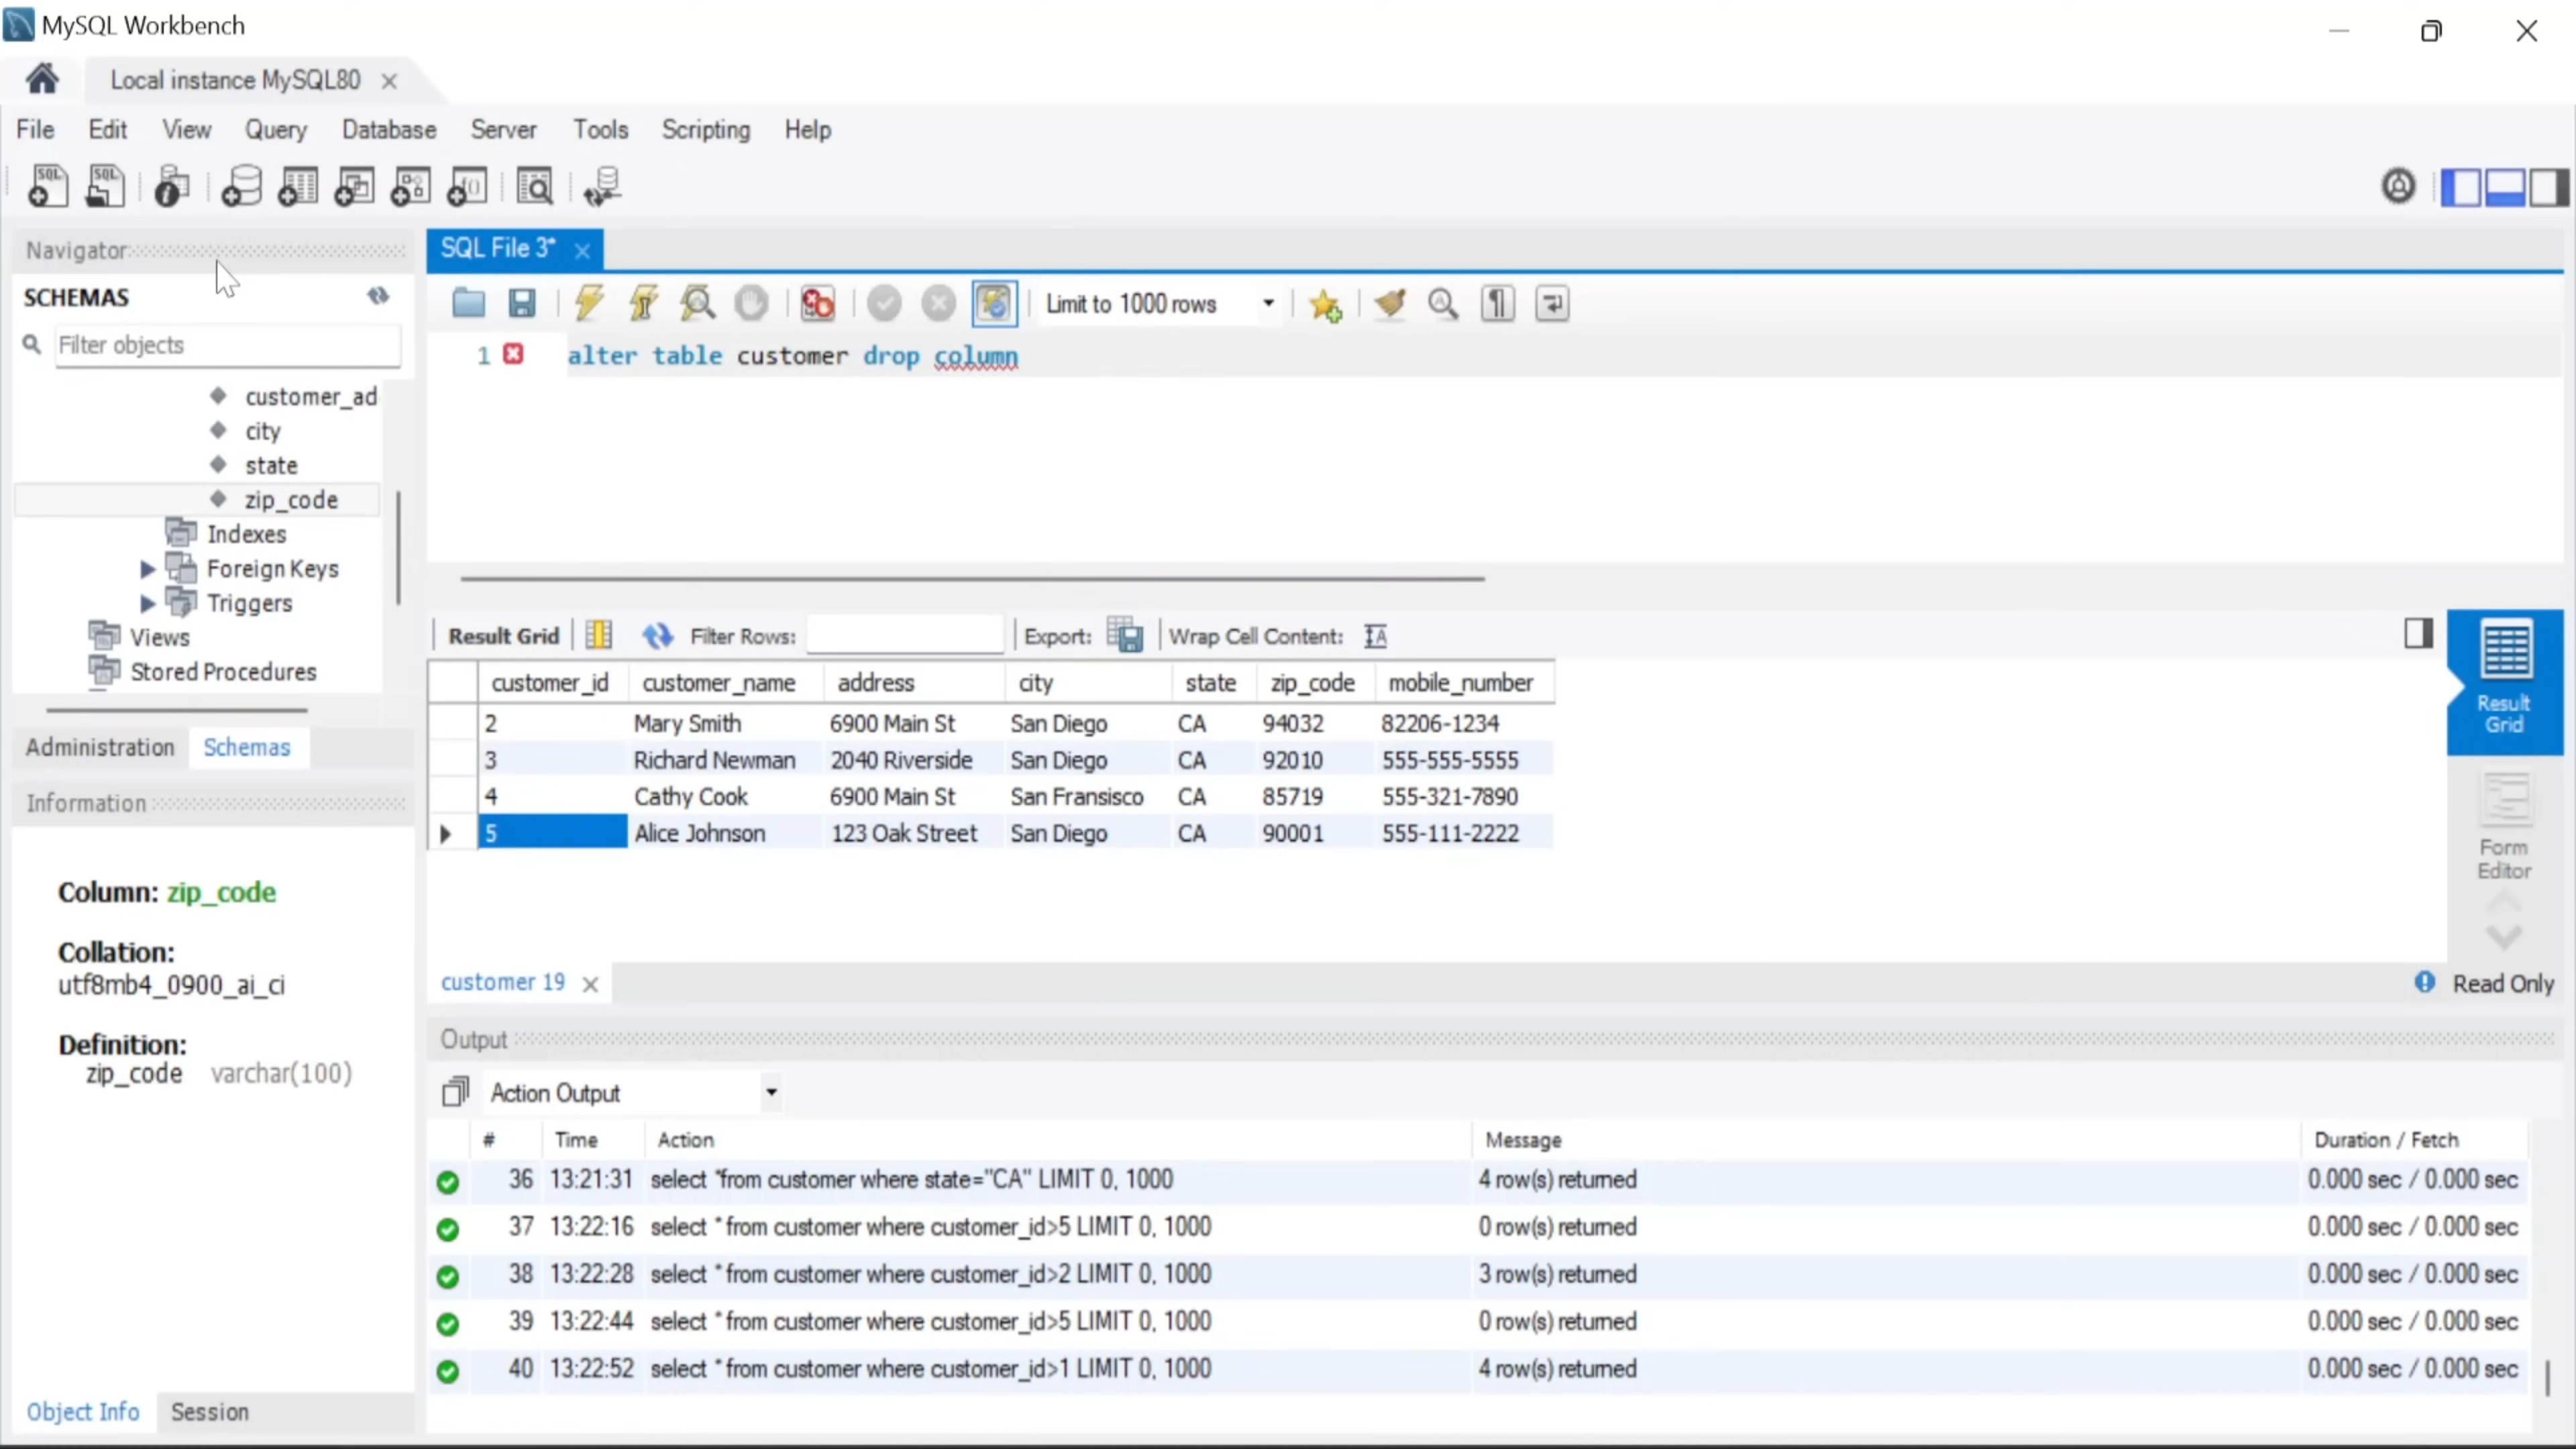 MySQL Workbench
Local instance MySQL80
File Edit View Query Database Server Tools Scripting Help
SQL SQL
Navigator
SCHEMAS
Filter objects
customer_ad
city
state
zip_code
Indexes
Foreign Keys
Triggers
Views
Stored Procedures
Administration Schemas
Information
Column: zip_code
Collation:
utf8mb4_0900_ai_ci
Definition:
zip_code varchar(100)
Object Info Session
SQL File 3*
Limit to 1000 rows
1 alter table customer drop column
Result Grid Filter Rows: Export: Wrap Cell Content:
customer_id customer_name address city state zip_code mobile_number
2 Mary Smith 6900 Main St San Diego CA 94032 82206-1234
3 Richard Newman 2040 Riverside San Diego CA 92010 555-555-5555
4 Cathy Cook 6900 Main St San Fransisco CA 85719 555-321-7890
5 Alice Johnson 123 Oak Street San Diego CA 90001 555-111-2222
Result
Grid
Form
Editor
customer 19
Read Only
Output
Action Output
# Time Action Message Duration / Fetch
36 13:21:31 select *from customer where state="CA" LIMIT 0, 1000 4 row(s) returned 0.000 sec / 0.000 sec
37 13:22:16 select * from customer where customer_id>5 LIMIT 0, 1000 0 row(s) returned 0.000 sec / 0.000 sec
38 13:22:28 select * from customer where customer_id>2 LIMIT 0, 1000 3 row(s) returned 0.000 sec / 0.000 sec
39 13:22:44 select * from customer where customer_id>5 LIMIT 0, 1000 0 row(s) returned 0.000 sec / 0.000 sec
40 13:22:52 select * from customer where customer_id>1 LIMIT 0, 1000 4 row(s) returned 0.000 sec / 0.000 sec